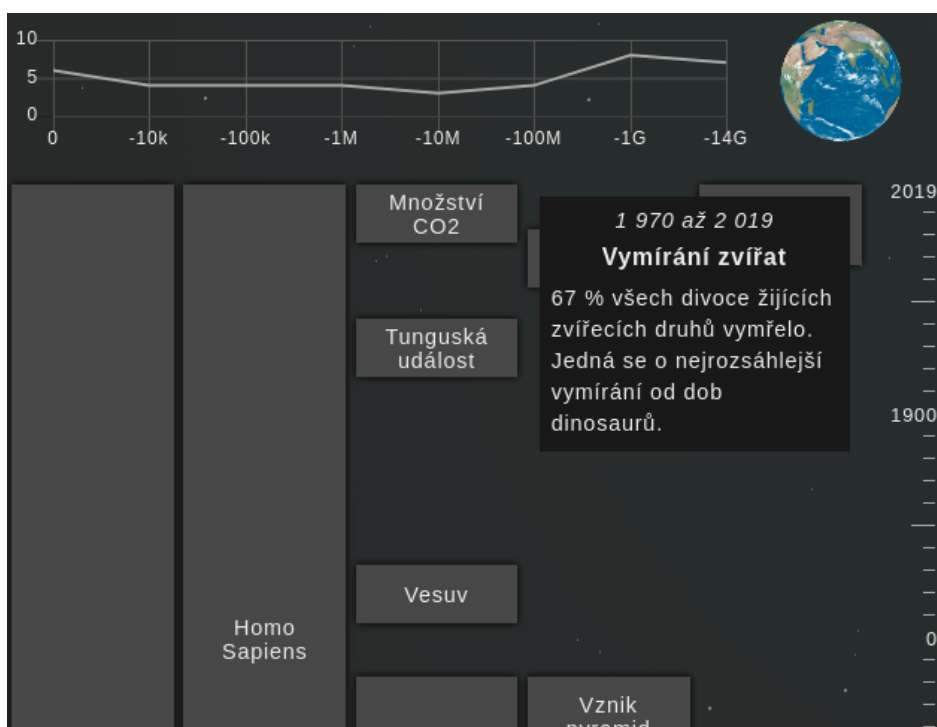 10
5
0
0 -10k -100k -1M -10M -100M -1G -14G
2019
Množství
CO2
1 970 až 2 019
Vymírání zvířat
67 % všech divoce žijících
zvířecích druhů vymřelo.
Jedná se o nejrozsáhlejší
vymírání od dob
dinosaurů.
Tunguská
událost
1900
Vesuv
Homo
Sapiens
0
Vznik
pyramid